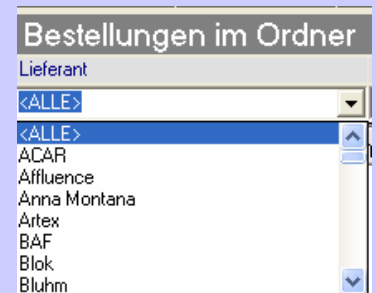 Bestellungen im Ordner
Lieferant
<ALLE>
<ALLE>
ACAR
Affluence
Anna Montana
Artex
BAF
Blok
Bluhm